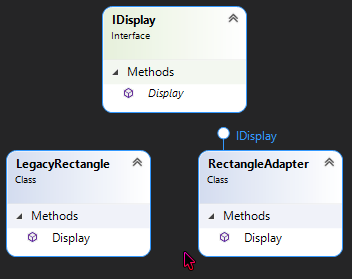 IDisplay
Interface
Methods
Display
IDisplay
LegacyRectangle
Class
Methods
Display
RectangleAdapter
Class
Methods
Display